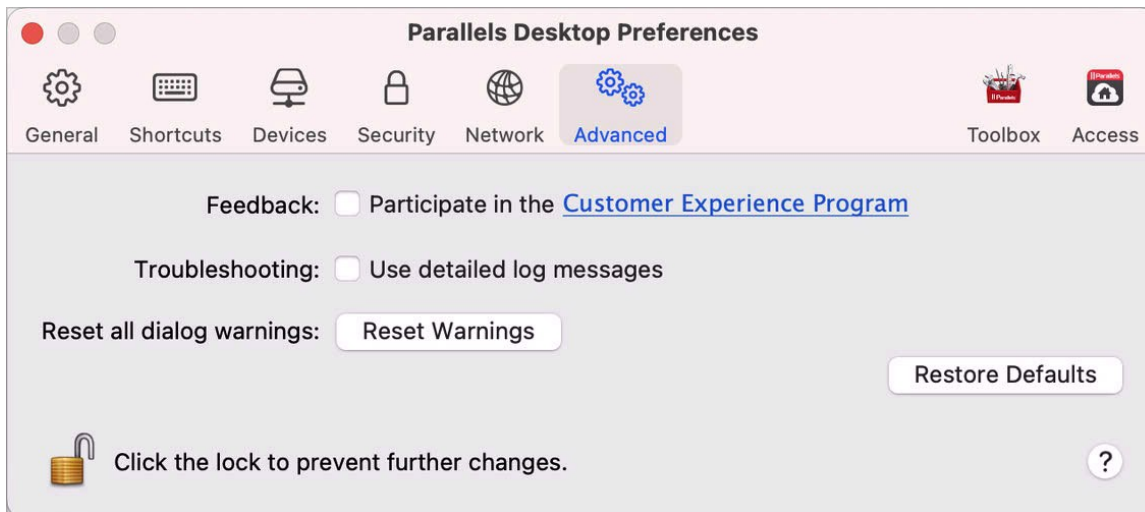 Parallels Desktop Preferences
General Shortcuts Devices Security Network Advanced Toolbox Access
Feedback: Participate in the Customer Experience Program
Troubleshooting: Use detailed log messages
Reset all dialog warnings: Reset Warnings
Restore Defaults
Click the lock to prevent further changes. ?